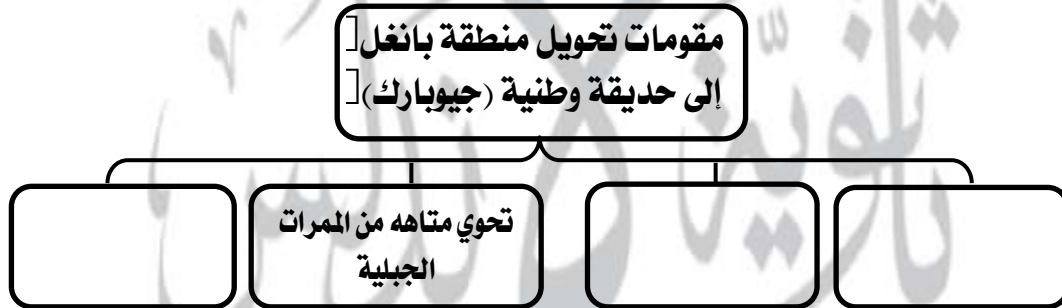 مقومات تحويل منطقة بانغل
إلى حديقة وطنية (جيوبارك)
تحوي متاهه من الممرات
الجبلية